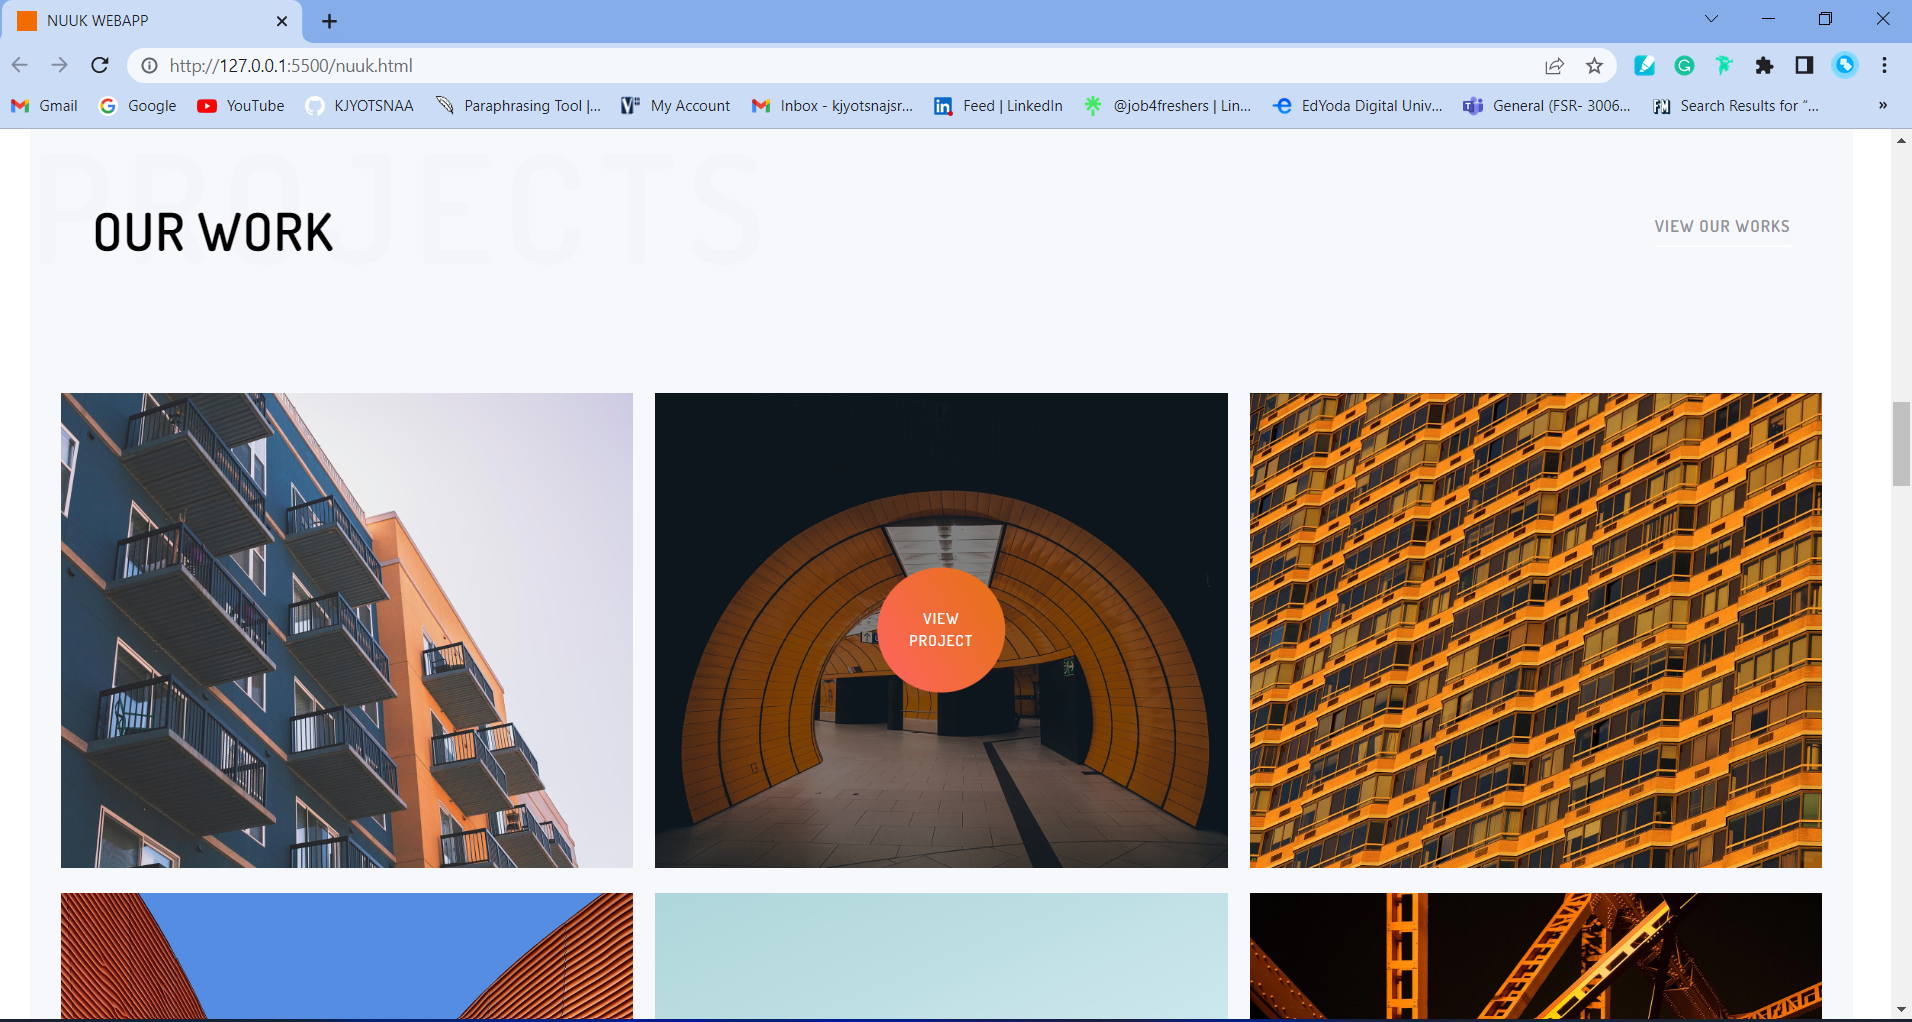 NUUK WEBAPP
http://127.0.0.1:5500/nuuk.html
Gmail Google YouTube KJYOTSNAA Paraphrasing Tool |... My Account Inbox - kjyotsnajsr... Feed | LinkedIn @job4freshers | Lin... EdYoda Digital Univ... General (FSR- 3006... Search Results for “... »
PROJECTS
OUR WORK
VIEW OUR WORKS
VIEW
PROJECT